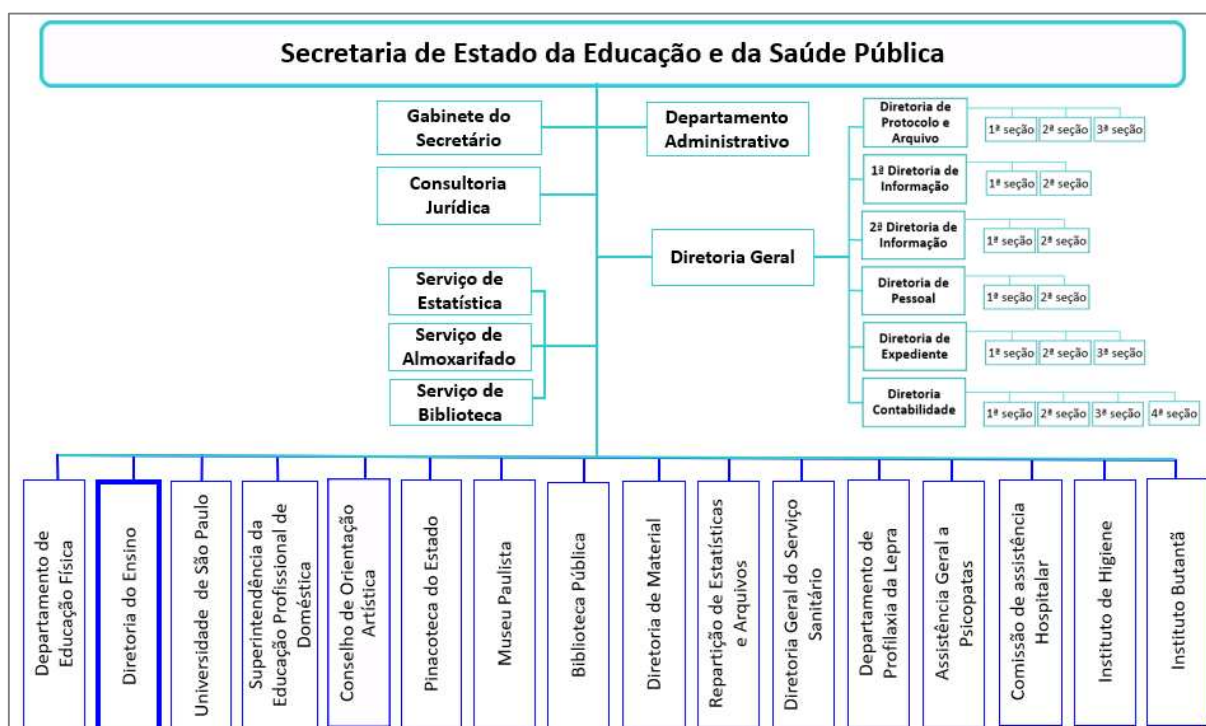 Secretaria de Estado da Educação e da Saúde Pública
Gabinete do
Secretário
Departamento
Administrativo
Consultoria
Jurídica
Diretoria Geral
Serviço de
Estatística
Serviço de
Almoxarifado
Serviço de
Biblioteca
Diretoria de
Protocolo e
Arquivo
1ª seção
2ª seção
3ª seção
1ª Diretoria de
Informação
1ª seção
2ª seção
2ª Diretoria de
Informação
1ª seção
2ª seção
Diretoria de
Pessoal
1ª seção
2ª seção
Diretoria de
Expediente
1ª seção
2ª seção
3ª seção
Diretoria
Contabilidade
1ª seção
2ª seção
3ª seção
4ª seção
Departamento de
Educação Física
Diretoria do Ensino
Universidade de São Paulo
Superintendência da
Educação Profissional de
Doméstica
Conselho de Orientação
Artística
Pinacoteca do Estado
Museu Paulista
Biblioteca Pública
Diretoria de Material
Repartição de Estatísticas
e Arquivos
Diretoria Geral do Serviço
Sanitário
Departamento de
Profilaxia da Lepra
Assistência Geral a
Psicopatas
Comissão de assistência
Hospitalar
Instituto de Higiene
Instituto Butantã